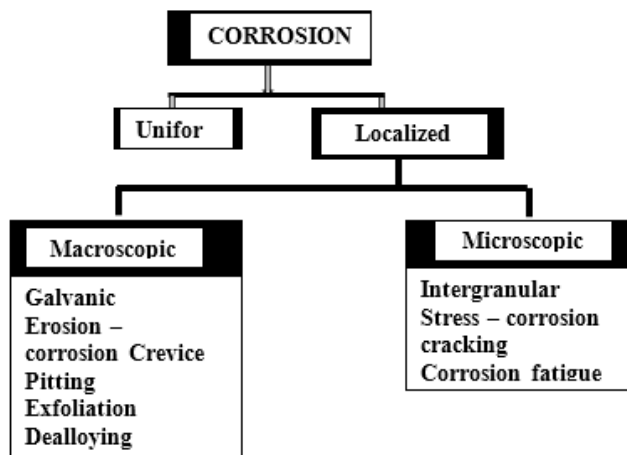 CORROSION
Unifor
Localized
Macroscopic
Galvanic
Erosion –
corrosion Crevice
Pitting
Exfoliation
Dealloying
Microscopic
Intergranular
Stress – corrosion
cracking
Corrosion fatigue